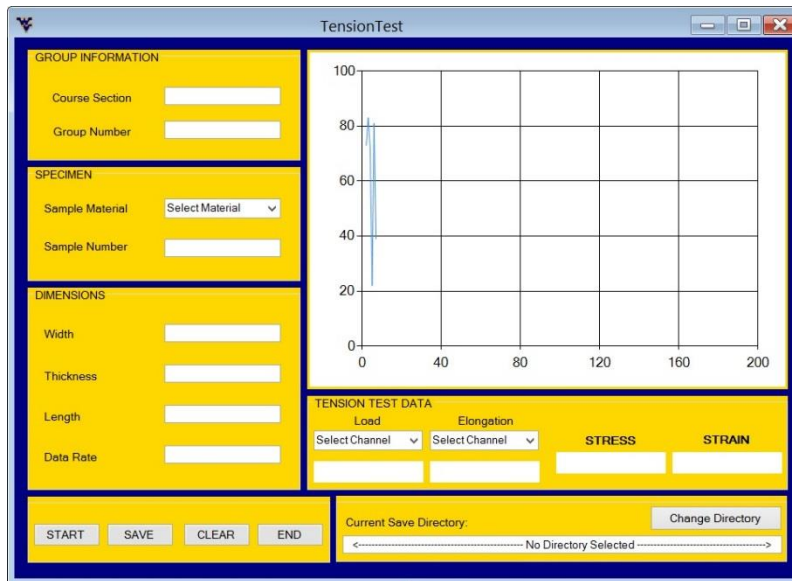 TensionTest
GROUP INFORMATION
Course Section
Group Number
SPECIMEN
Sample Material Select Material
Sample Number
DIMENSIONS
Width
Thickness
Length
Data Rate
100
80
60
40
20
0
0 40 80 120 160 200
TENSION TEST DATA
Load Elongation
Select Channel Select Channel STRESS STRAIN
START SAVE CLEAR END
Current Save Directory: Change Directory
<------------------------------------------------ No Directory Selected ------------------------------------->